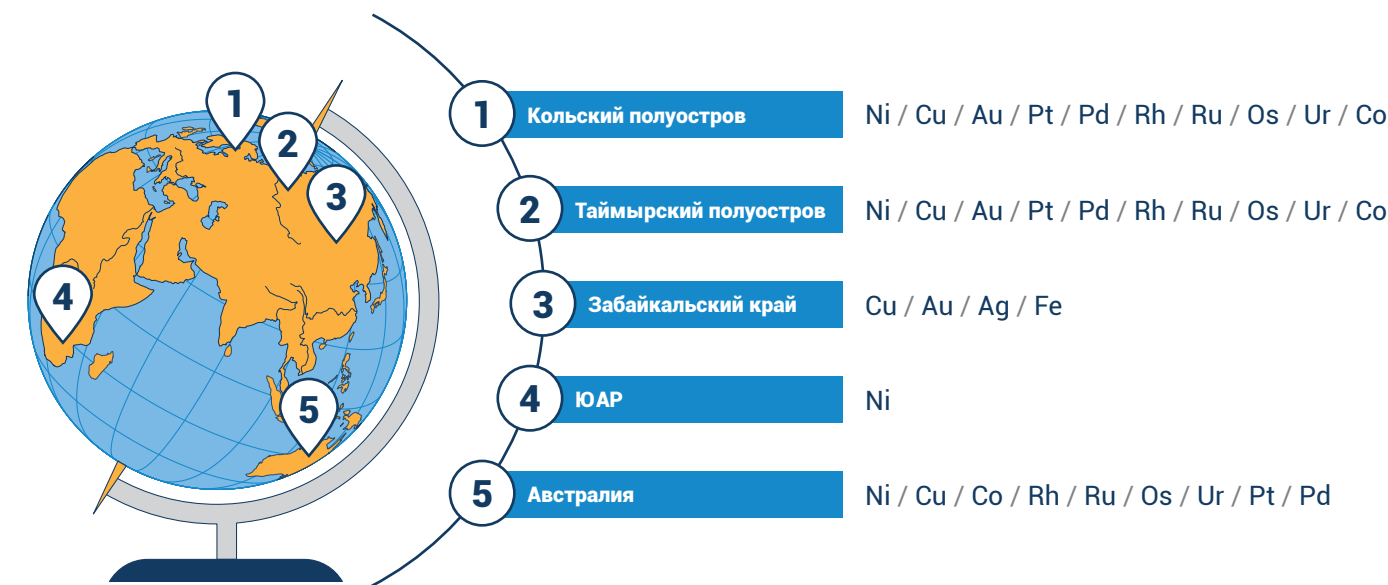 1
2
3
4
5
1 Кольский полуостров Ni / Cu / Au / Pt / Pd / Rh / Ru / Os / Ur / Co
2 Таймырский полуостров Ni / Cu / Au / Pt / Pd / Rh / Ru / Os / Ur / Co
3 Забайкальский край Cu / Au / Ag / Fe
4 ЮАР Ni
5 Австралия Ni / Cu / Co / Rh / Ru / Os / Ur / Pt / Pd